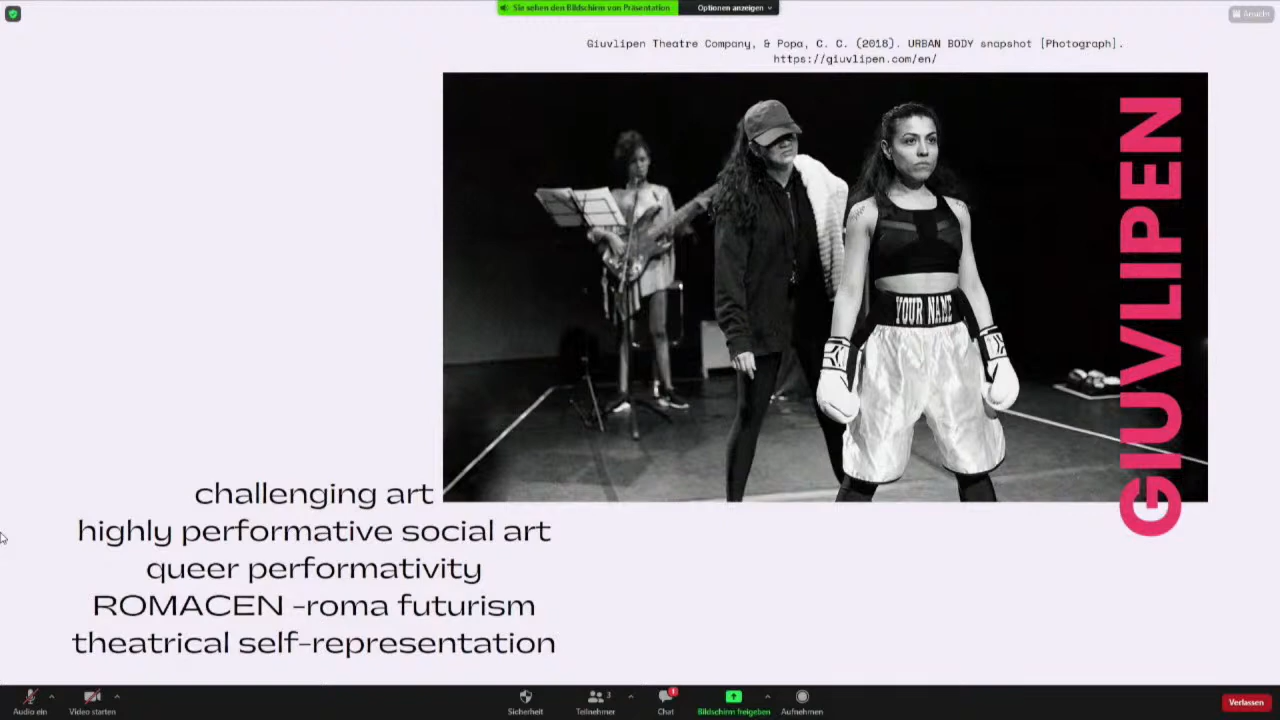 Sie sehen den Bildschirm von Präsentation
Optionen anzeigen
Ansicht
Giuvlipen Theatre Company, & Popa, C. C. (2018). URBAN BODY snapshot [Photograph].
https://giuvlipen.com/en/
GIUVLIPEN
YOUR NAME
challenging art
highly performative social art
queer performativity
ROMACEN -roma futurism
theatrical self-representation
Audio ein
Video starten
Sicherheit
3
Teilnehmer
1
Chat
Bildschirm freigeben
Aufnehmen
Verlassen